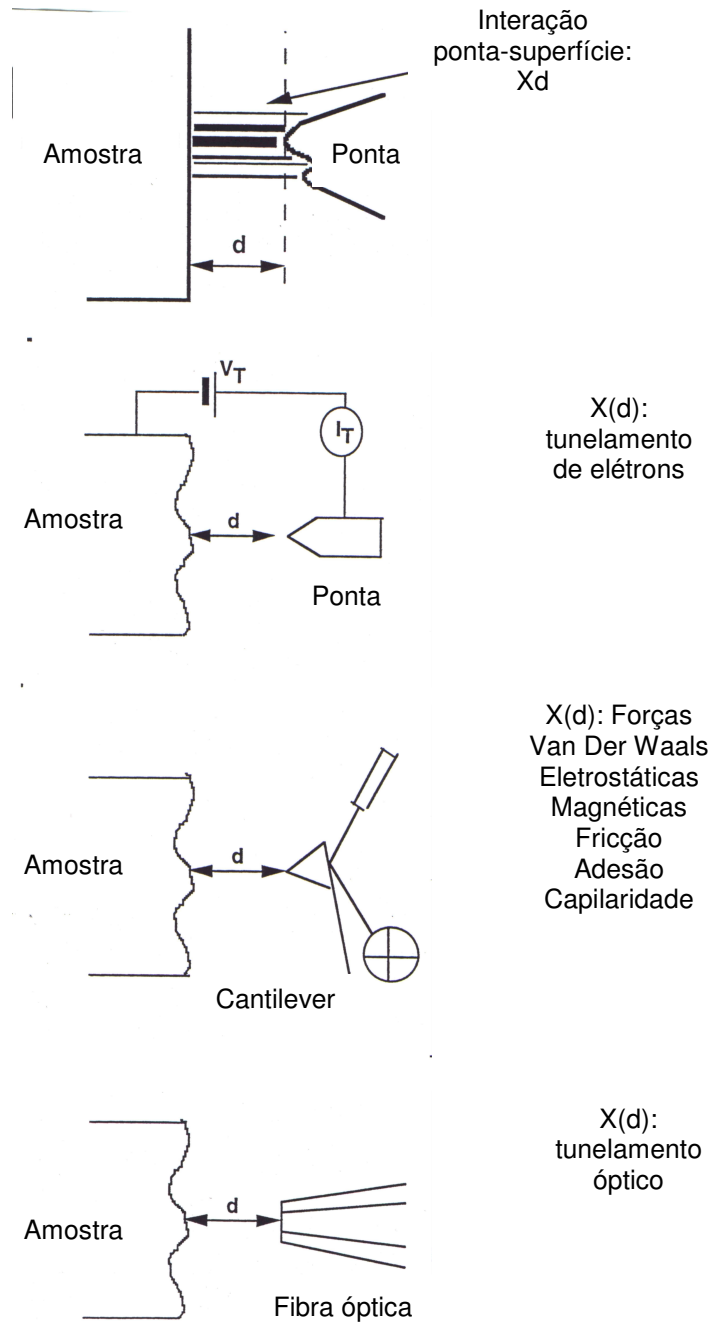 Interação
ponta-superfície:
Xd
Amostra
Ponta
d
V_T
I_T
X(d):
tunelamento
de elétrons
Amostra
d
Ponta
X(d): Forças
Van Der Waals
Eletrostáticas
Magnéticas
Fricção
Adesão
Capilaridade
Amostra
d
Cantilever
X(d):
tunelamento
óptico
Amostra
d
Fibra óptica